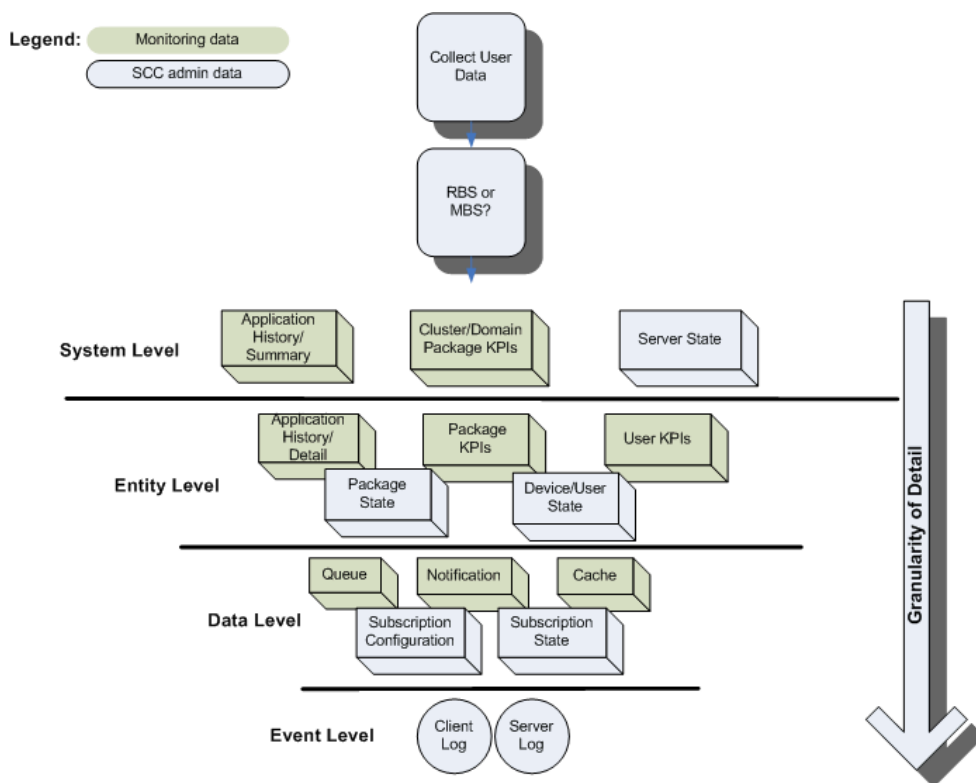 Legend:
Monitoring data
SCC admin data
Collect User
Data
RBS or
MBS?
System Level
Application
History/
Summary
Cluster/Domain
Package KPIs
Server State
Entity Level
Application
History/
Detail
Package
KPIs
User KPIs
Package
State
Device/User
State
Data Level
Queue
Notification
Cache
Subscription
Configuration
Subscription
State
Event Level
Client
Log
Server
Log
Granularity of Detail